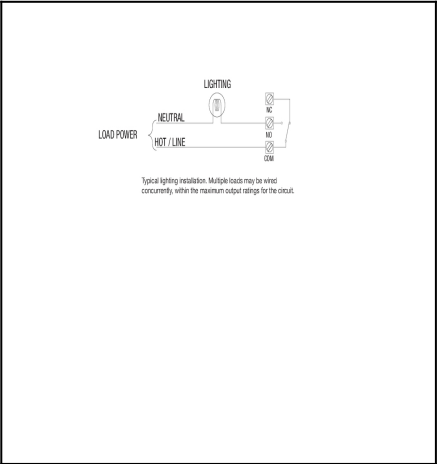 LIGHTING
NC
NEUTRAL
NO
LOAD POWER
HOT / LINE
COM
Typical lighting installation. Multiple loads may be wired
concurrently, within the maximum output ratings for the circuit.